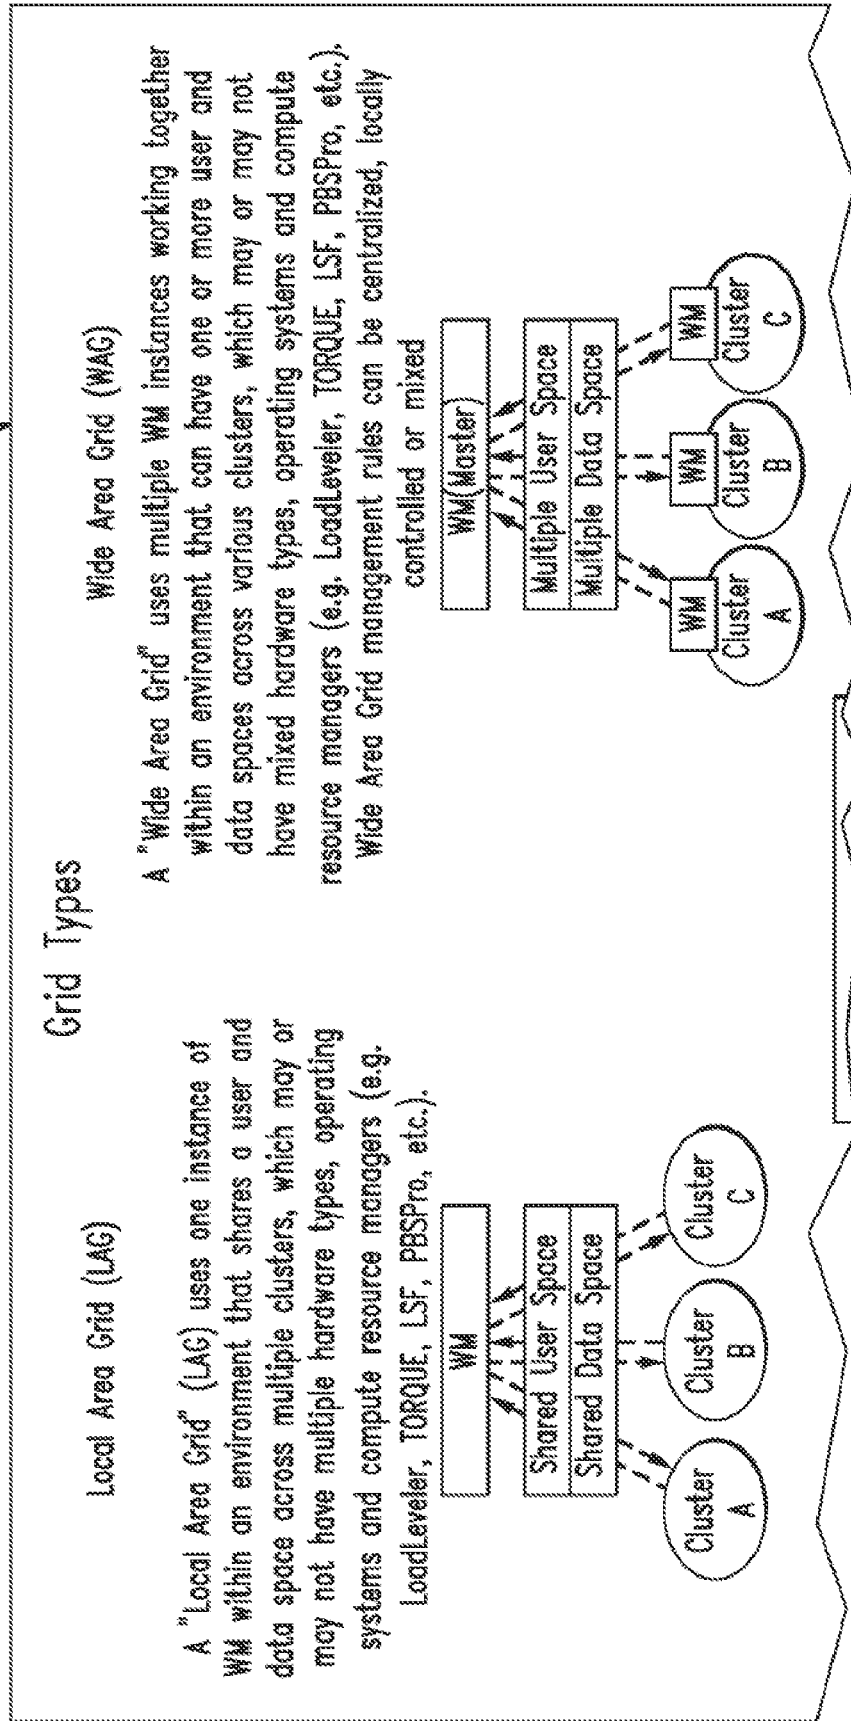 Grid Types
Local Area Grid (LAG)
A "Local Area Grid" (LAG) uses one instance of
WM within an environment that shares a user and
data space across multiple clusters, which may or
may not have multiple hardware types, operating
systems and compute resource managers (e.g.
LoadLeveler, TORQUE, LSF, PBSPro, etc.).
WM
Shared User Space
Shared Data Space
Cluster
A
Cluster
B
Cluster
C
Wide Area Grid (WAG)
A "Wide Area Grid" uses multiple WM instances working together
within an environment that can have one or more user and
data spaces across various clusters, which may or may not
have mixed hardware types, operating systems and compute
resource managers (e.g. LoadLeveler, TORQUE, LSF, PBSPro, etc.).
Wide Area Grid management rules can be centralized, locally
controlled or mixed
WM(Master)
Multiple User Space
Multiple Data Space
WM
Cluster
A
WM
Cluster
B
WM
Cluster
C